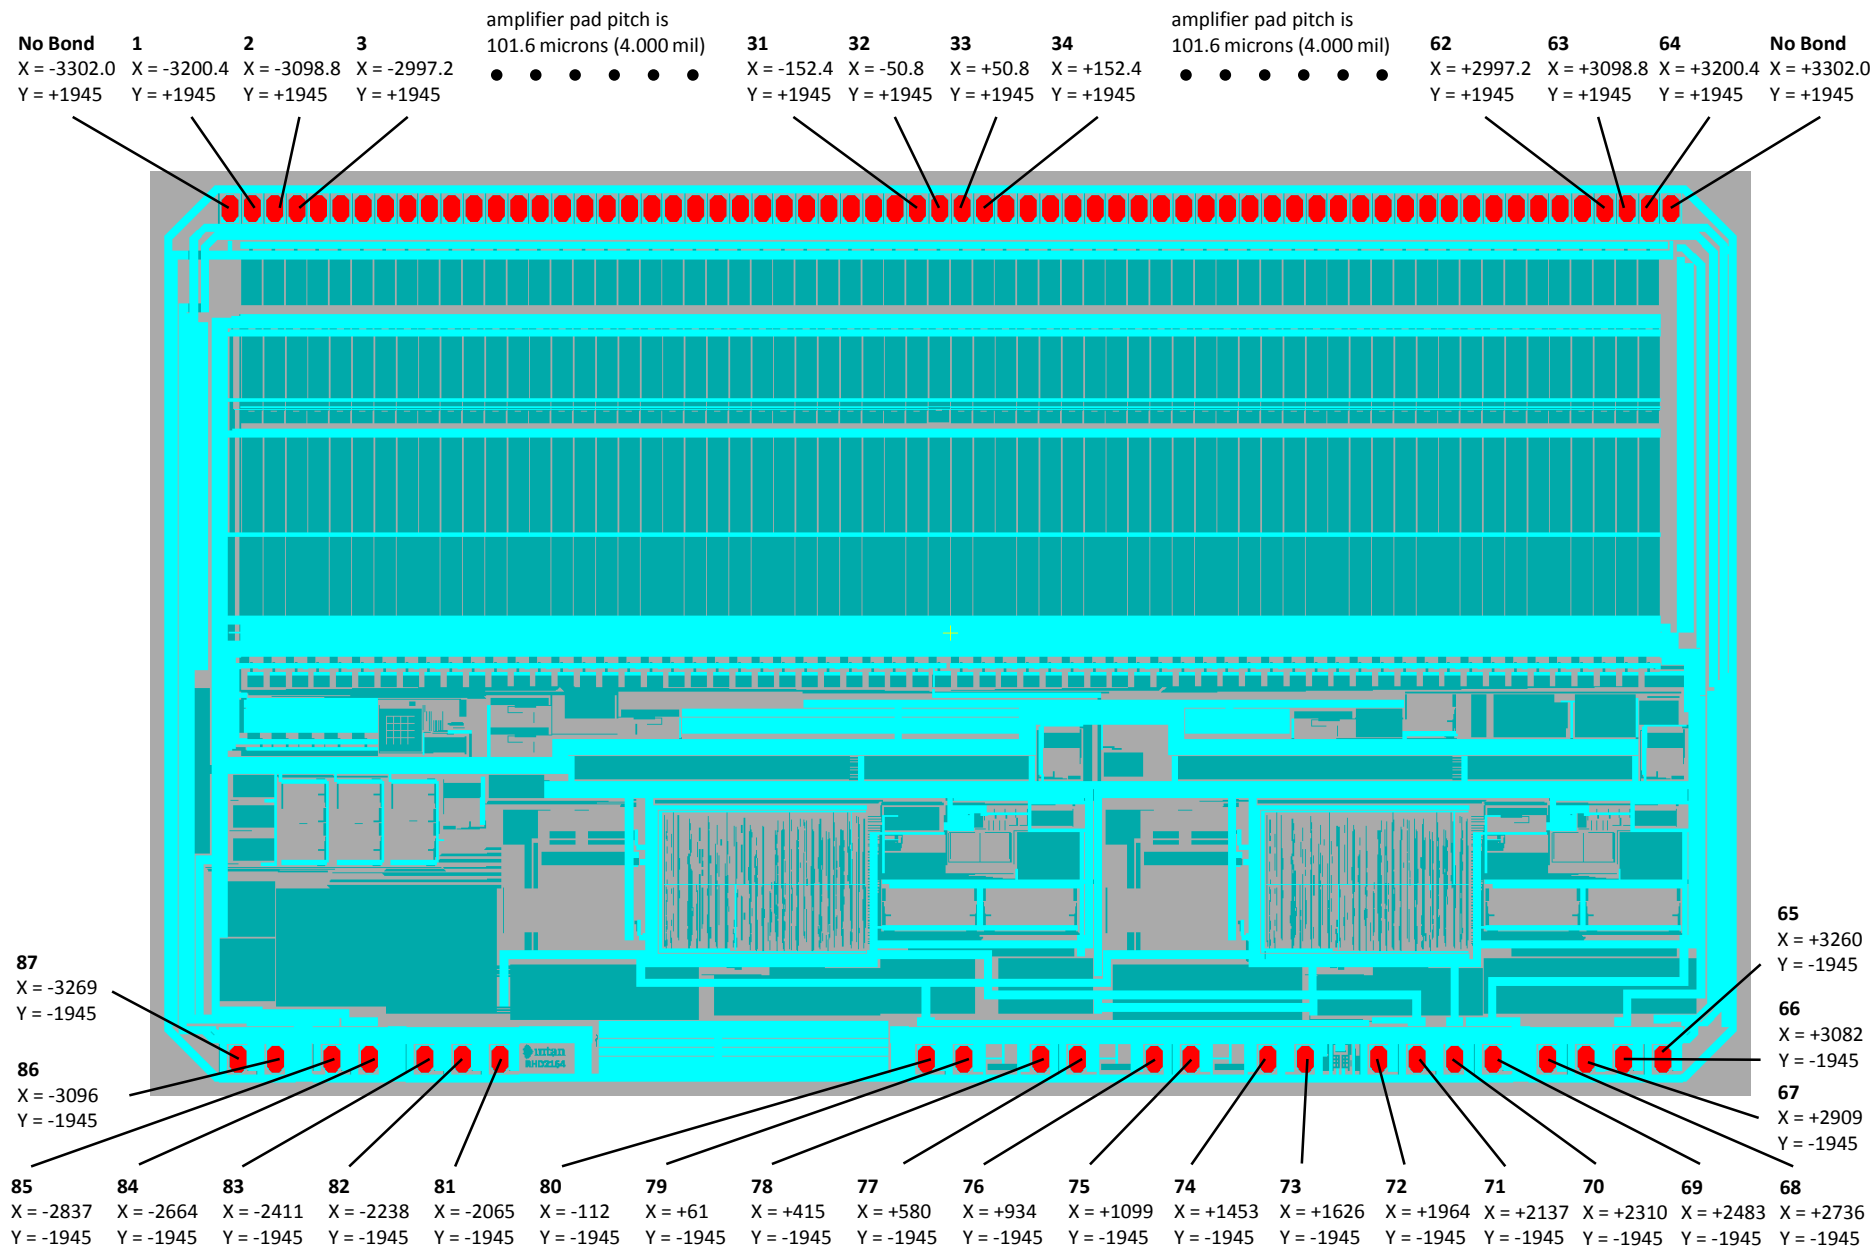 amplifier pad pitch is
101.6 microns (4.000 mil)
amplifier pad pitch is
101.6 microns (4.000 mil)
No Bond
X = -3302.0
Y = +1945
1
X = -3200.4
Y = +1945
2
X = -3098.8
Y = +1945
3
X = -2997.2
Y = +1945
31
X = -152.4
Y = +1945
32
X = -50.8
Y = +1945
33
X = +50.8
Y = +1945
34
X = +152.4
Y = +1945
62
X = +2997.2
Y = +1945
63
X = +3098.8
Y = +1945
64
X = +3200.4
Y = +1945
No Bond
X = +3302.0
Y = +1945
65
X = +3260
Y = -1945
66
X = +3082
Y = -1945
67
X = +2909
Y = -1945
87
X = -3269
Y = -1945
86
X = -3096
Y = -1945
intan
RHD2164
85
X = -2837
Y = -1945
84
X = -2664
Y = -1945
83
X = -2411
Y = -1945
82
X = -2238
Y = -1945
81
X = -2065
Y = -1945
80
X = -112
Y = -1945
79
X = +61
Y = -1945
78
X = +415
Y = -1945
77
X = +580
Y = -1945
76
X = +934
Y = -1945
75
X = +1099
Y = -1945
74
X = +1453
Y = -1945
73
X = +1626
Y = -1945
72
X = +1964
Y = -1945
71
X = +2137
Y = -1945
70
X = +2310
Y = -1945
69
X = +2483
Y = -1945
68
X = +2736
Y = -1945